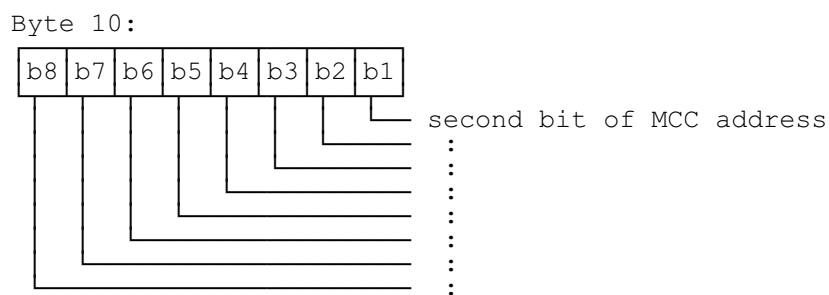 Byte 10:
b8 b7 b6 b5 b4 b3 b2 b1
second bit of MCC address
:
:
:
:
:
:
: